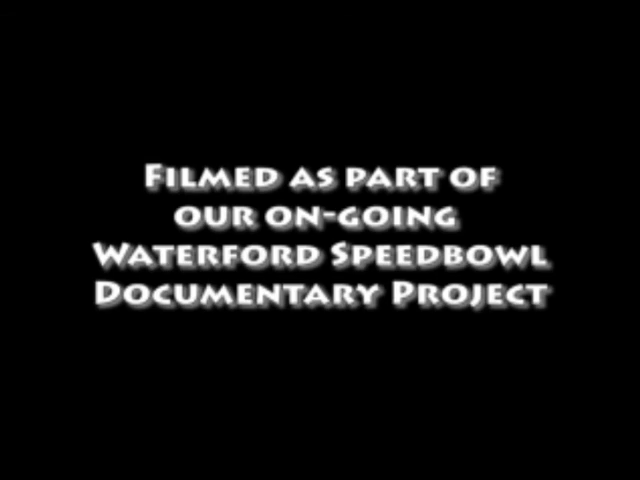 Filmed as part of
our on-going
Waterford Speedbowl
Documentary Project